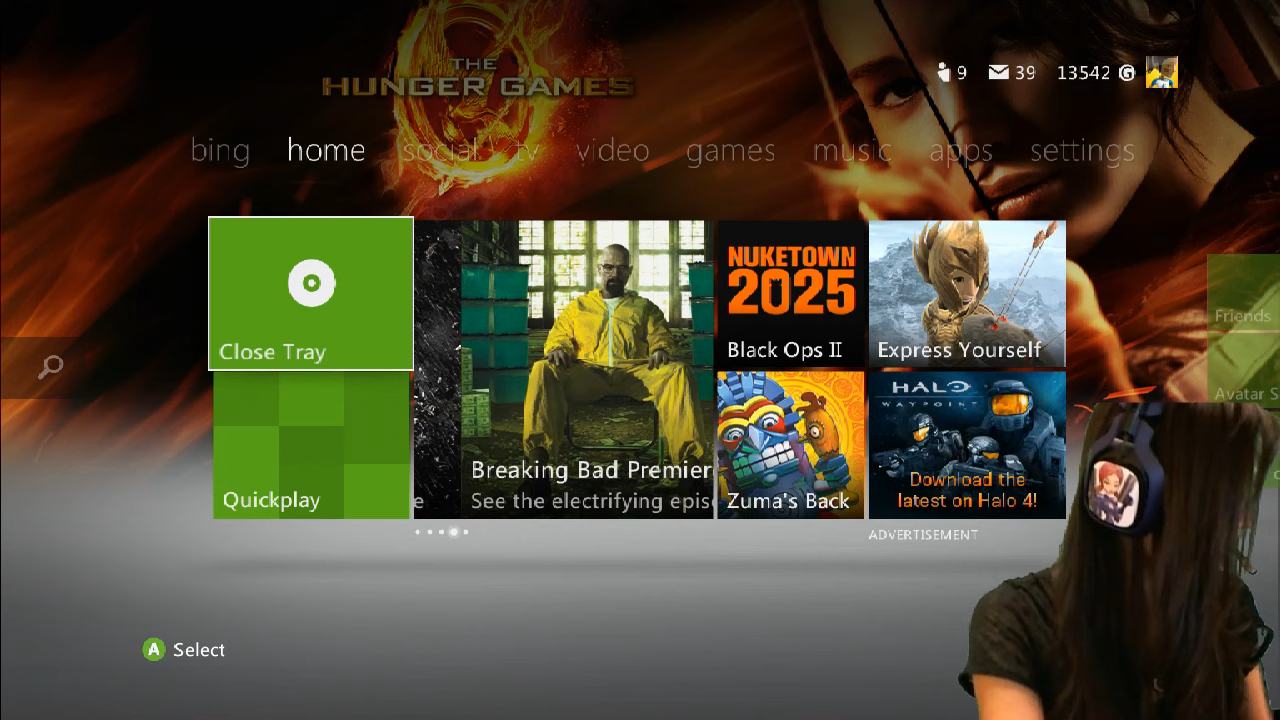 THE
HUNGER GAMES
9 39 13542 G
bing home social tv video games music apps settings
Close Tray
Quickplay
e
Breaking Bad Premier
See the electrifying epis
NUKETOWN
2025
Black Ops II
Zuma's Back
Express Yourself
HALO
WAYPOINT
Download the
latest on Halo 4!
ADVERTISEMENT
Friends
Avatar S
A Select